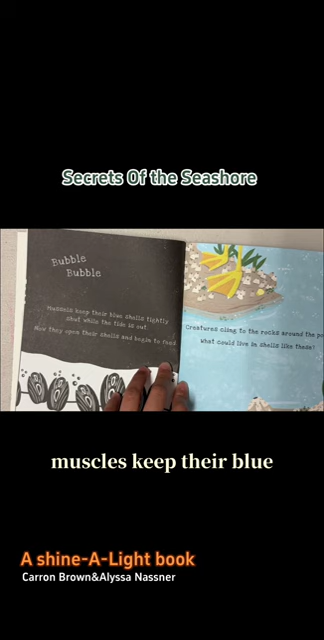 Secrets Of the Seashore
Bubble
Bubble
Mussels keep their blue shells tightly
shut while the tide is out.
Now they open their shells and begin to feed.
Creatures cling to the rocks around the
what could live in shells like these?
muscles keep their blue
A shine-A-Light book
Carron Brown&Alyssa Nassner